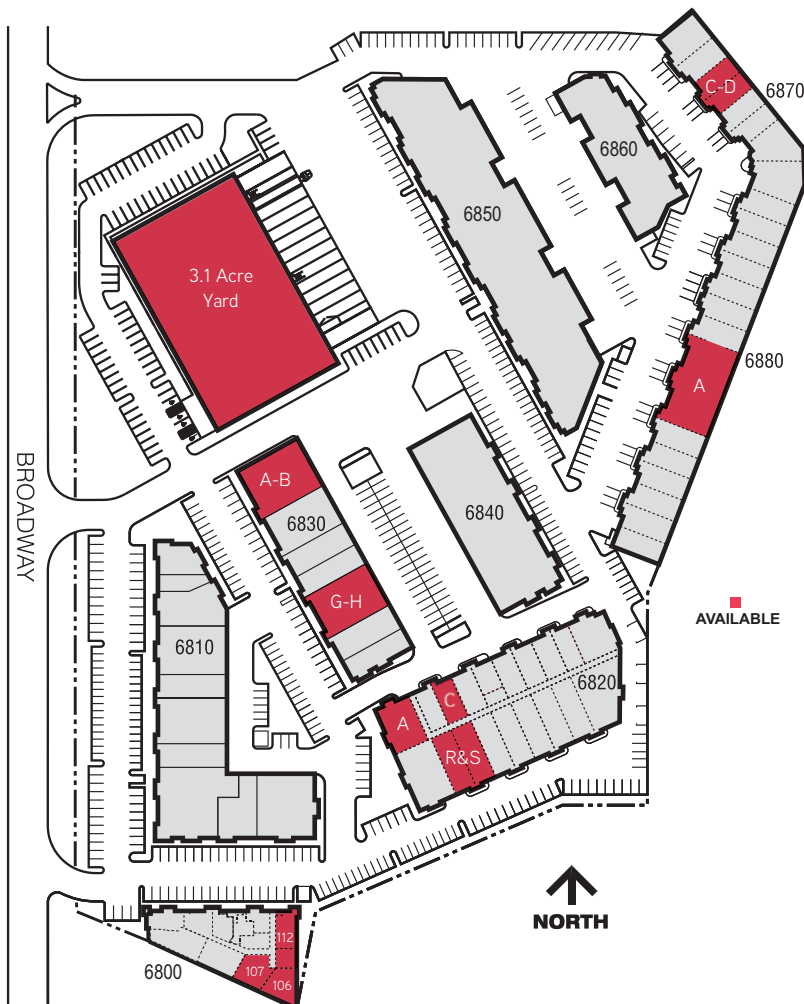 C-D
6870
6860
6850
3.1 Acre
Yard
A
6880
BROADWAY
A-B
6830
6840
G-H
AVAILABLE
6810
6820
C
A
R&S
NORTH
112
107
106
6800